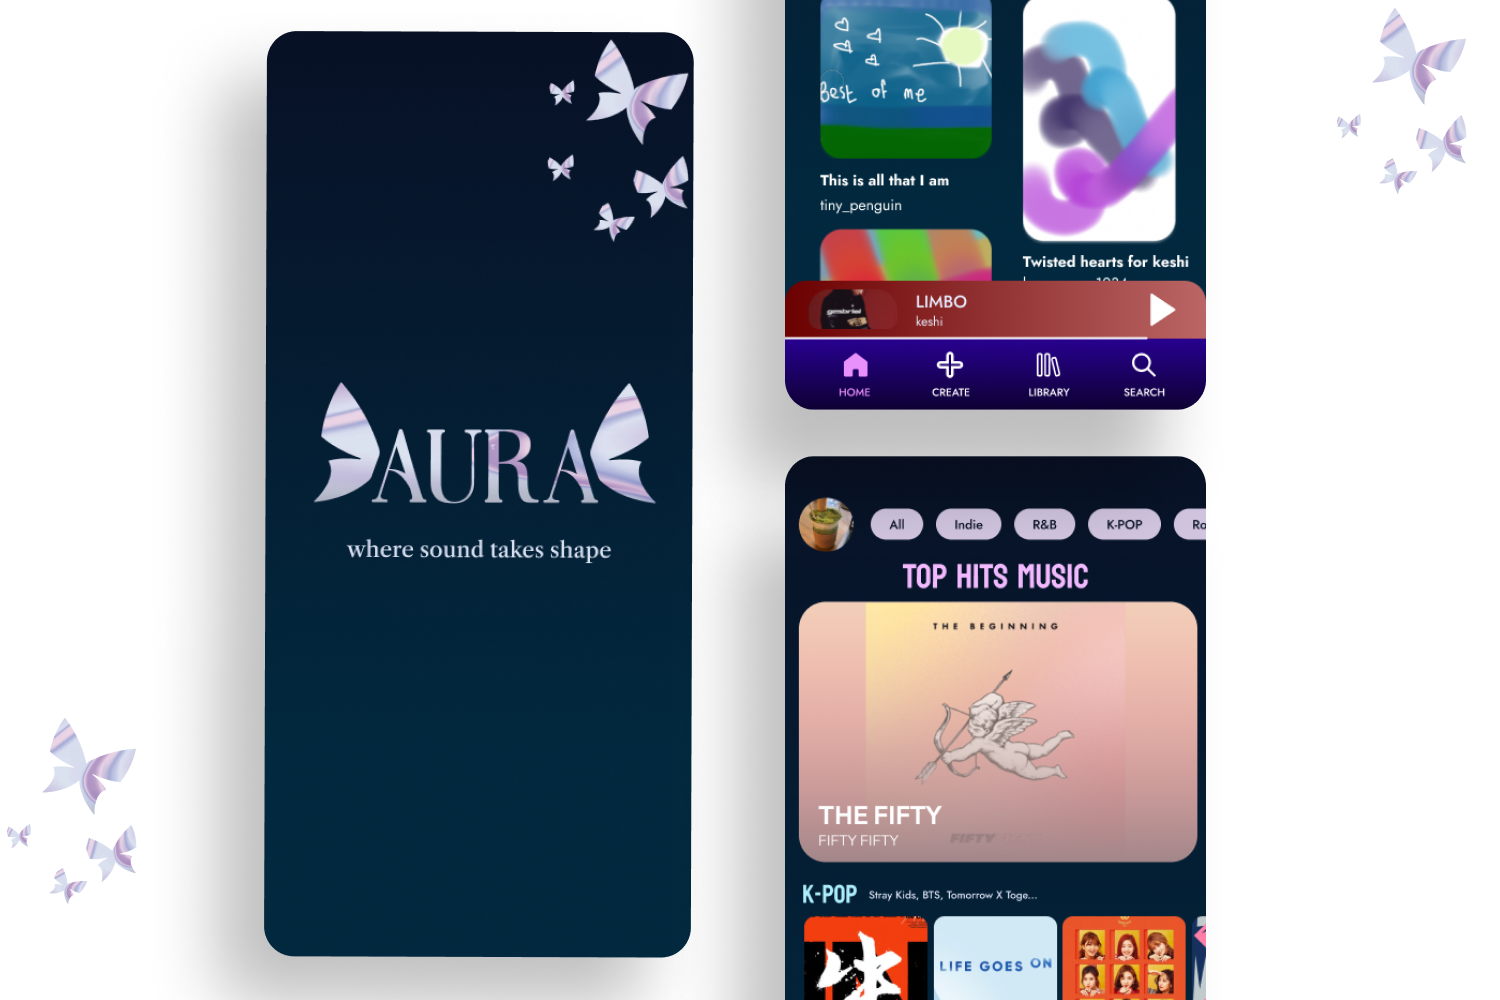 AURA
where sound takes shape
Best of me
This is all that I am
tiny_penguin
Twisted hearts for keshi
LIMBO
keshi
HOME
CREATE
LIBRARY
SEARCH
All
Indie
R&B
K-POP
Ro
TOP HITS MUSIC
THE BEGINNING
THE FIFTY
FIFTY FIFTY
FIFTY
K-POP
Stray Kids, BTS, Tomorrow X Toge...
LIFE GOES ON